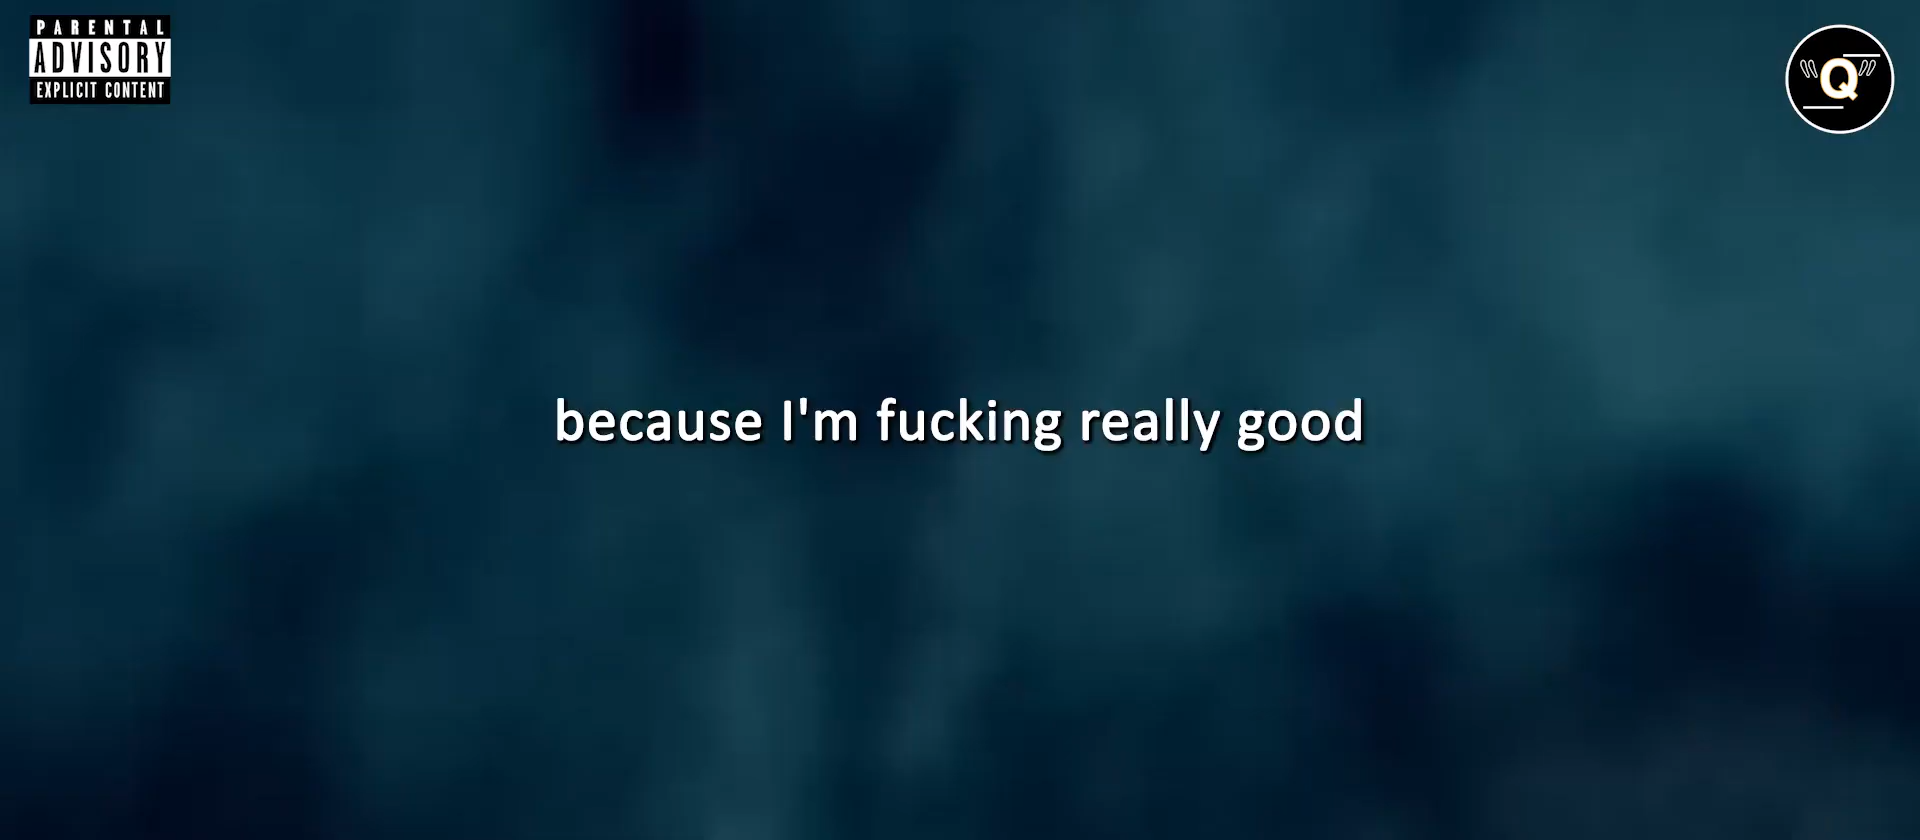 PARENTAL
ADVISORY
EXPLICIT CONTENT
"Q"
because I'm fucking really good